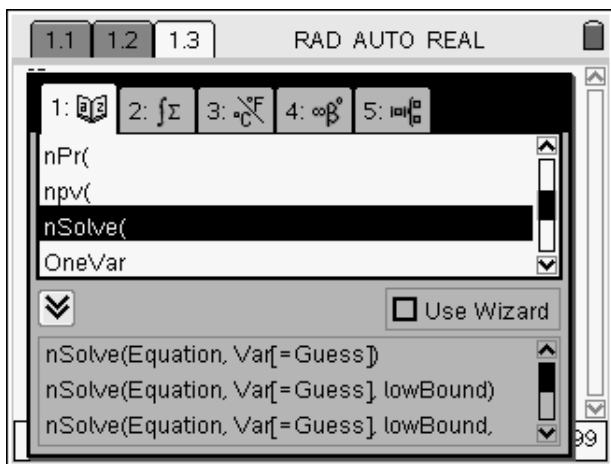 1.1 1.2 1.3 RAD AUTO REAL
1: 2: ∫Σ 3: °C°F 4: ∞β° 5:
nPr(
npv(
nSolve(
OneVar
Use Wizard
nSolve(Equation, Var[=Guess])
nSolve(Equation, Var[=Guess], lowBound)
nSolve(Equation, Var[=Guess], lowBound,
99